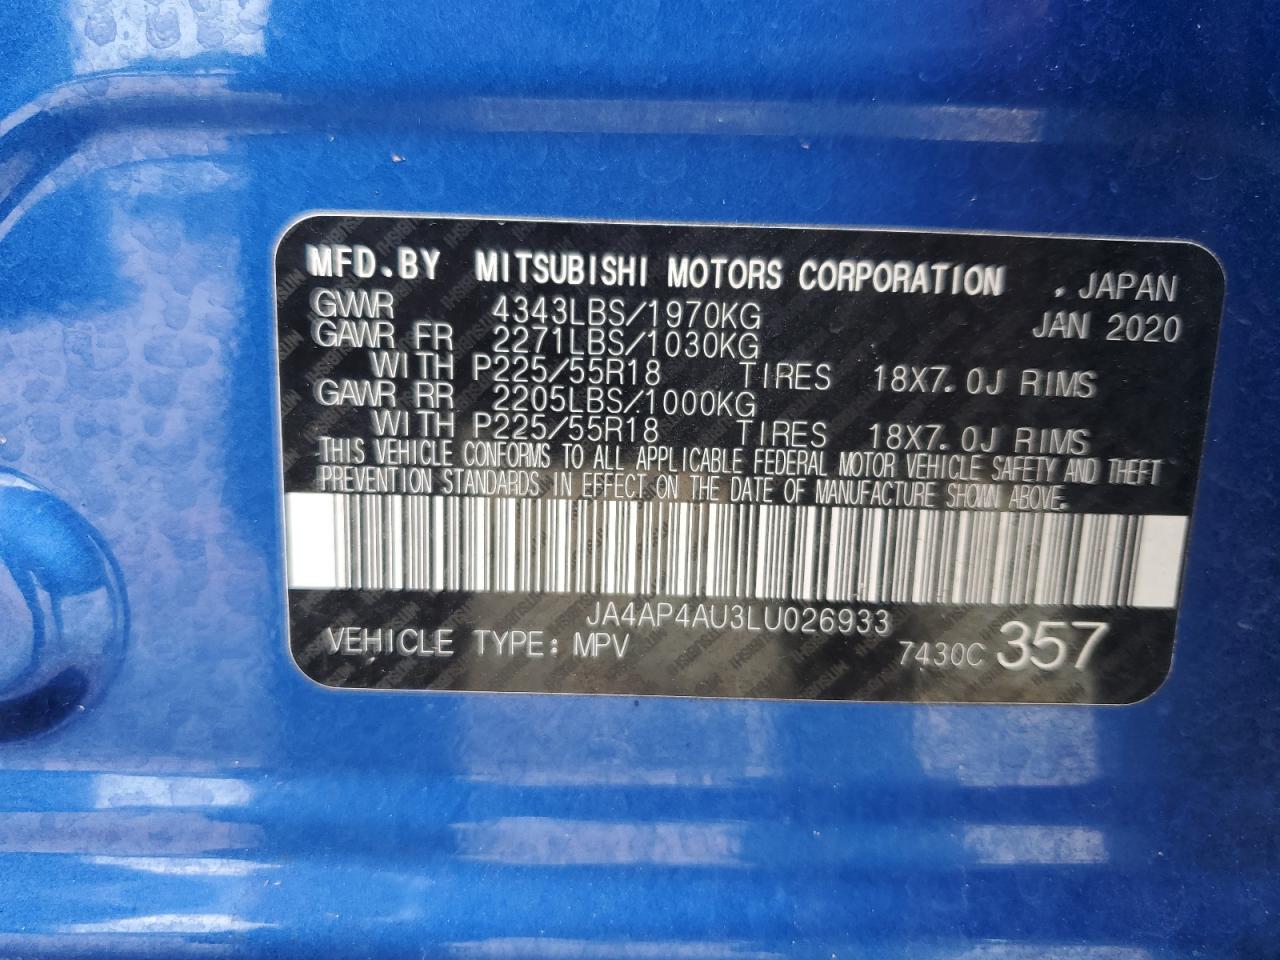 MFD.BY MITSUBISHI MOTORS CORPORATION . JAPAN
GVWR 4343LBS/1970KG JAN 2020
GAWR FR 2271LBS/1030KG
WITH P225/55R18 TIRES 18X7.0J RIMS
GAWR RR 2205LBS/1000KG
WITH P225/55R18 TIRES 18X7.0J RIMS
THIS VEHICLE CONFORMS TO ALL APPLICABLE FEDERAL MOTOR VEHICLE SAFETY AND THEFT
PREVENTION STANDARDS IN EFFECT ON THE DATE OF MANUFACTURE SHOWN ABOVE.
JA4AP4AU3LU026933
VEHICLE TYPE: MPV 7430C 357